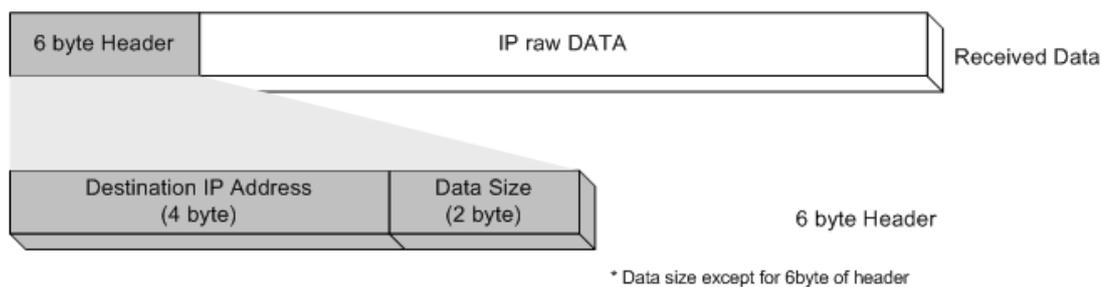 6 byte Header
IP raw DATA
Received Data
Destination IP Address
(4 byte)
Data Size
(2 byte)
6 byte Header
* Data size except for 6byte of header